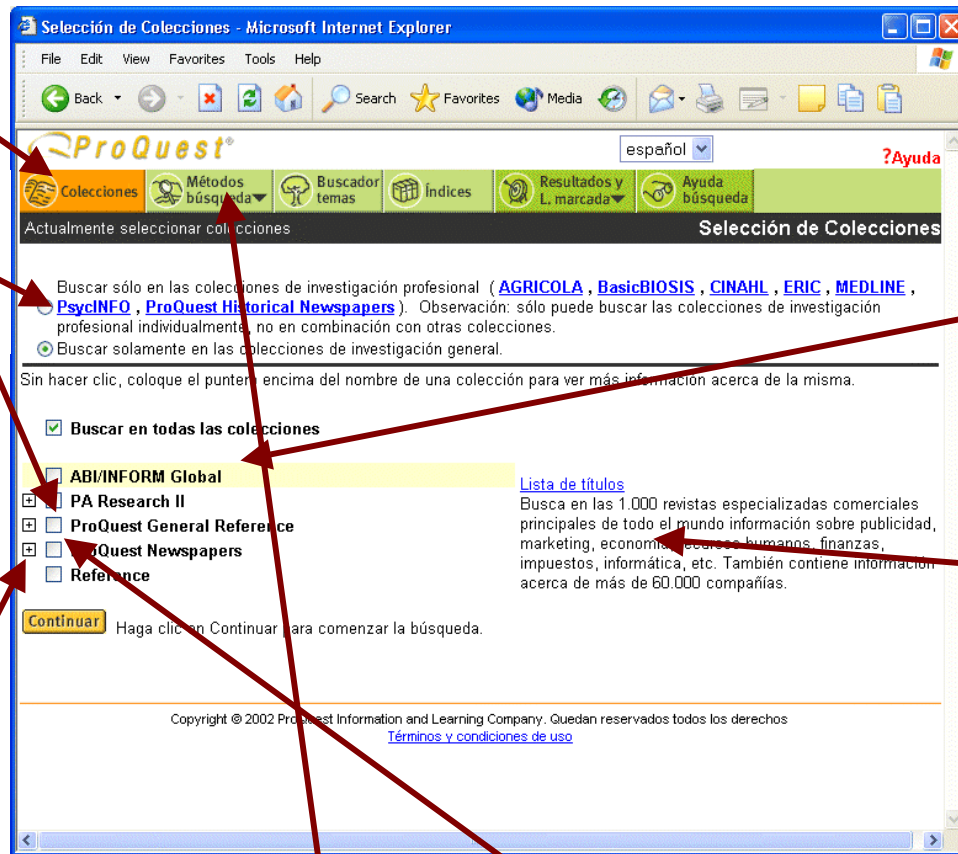 Selección de Colecciones - Microsoft Internet Explorer
File Edit View Favorites Tools Help
Back Search Favorites Media
ProQuest®
español
?Ayuda
Colecciones
Métodos búsqueda
Buscador temas
Índices
Resultados y L. marcada
Ayuda búsqueda
Actualmente seleccionar colecciones
Selección de Colecciones
Buscar sólo en las colecciones de investigación profesional ( AGRICOLA , BasicBIOSIS , CINAHL , ERIC , MEDLINE ,
PsycINFO , ProQuest Historical Newspapers ). Observación: sólo puede buscar las colecciones de investigación
profesional individualmente, no en combinación con otras colecciones.
Buscar solamente en las colecciones de investigación general.
Sin hacer clic, coloque el puntero encima del nombre de una colección para ver más información acerca de la misma.
Buscar en todas las colecciones
ABI/INFORM Global
PA Research II
ProQuest General Reference
ProQuest Newspapers
Reference
Lista de títulos
Busca en las 1.000 revistas especializadas comerciales
principales de todo el mundo información sobre publicidad,
marketing, economía, recursos humanos, finanzas,
impuestos, informática, etc. También contiene información
acerca de más de 60.000 compañías.
Continuar Haga clic en Continuar para comenzar la búsqueda.
Copyright © 2002 ProQuest Information and Learning Company. Quedan reservados todos los derechos
Términos y condiciones de uso